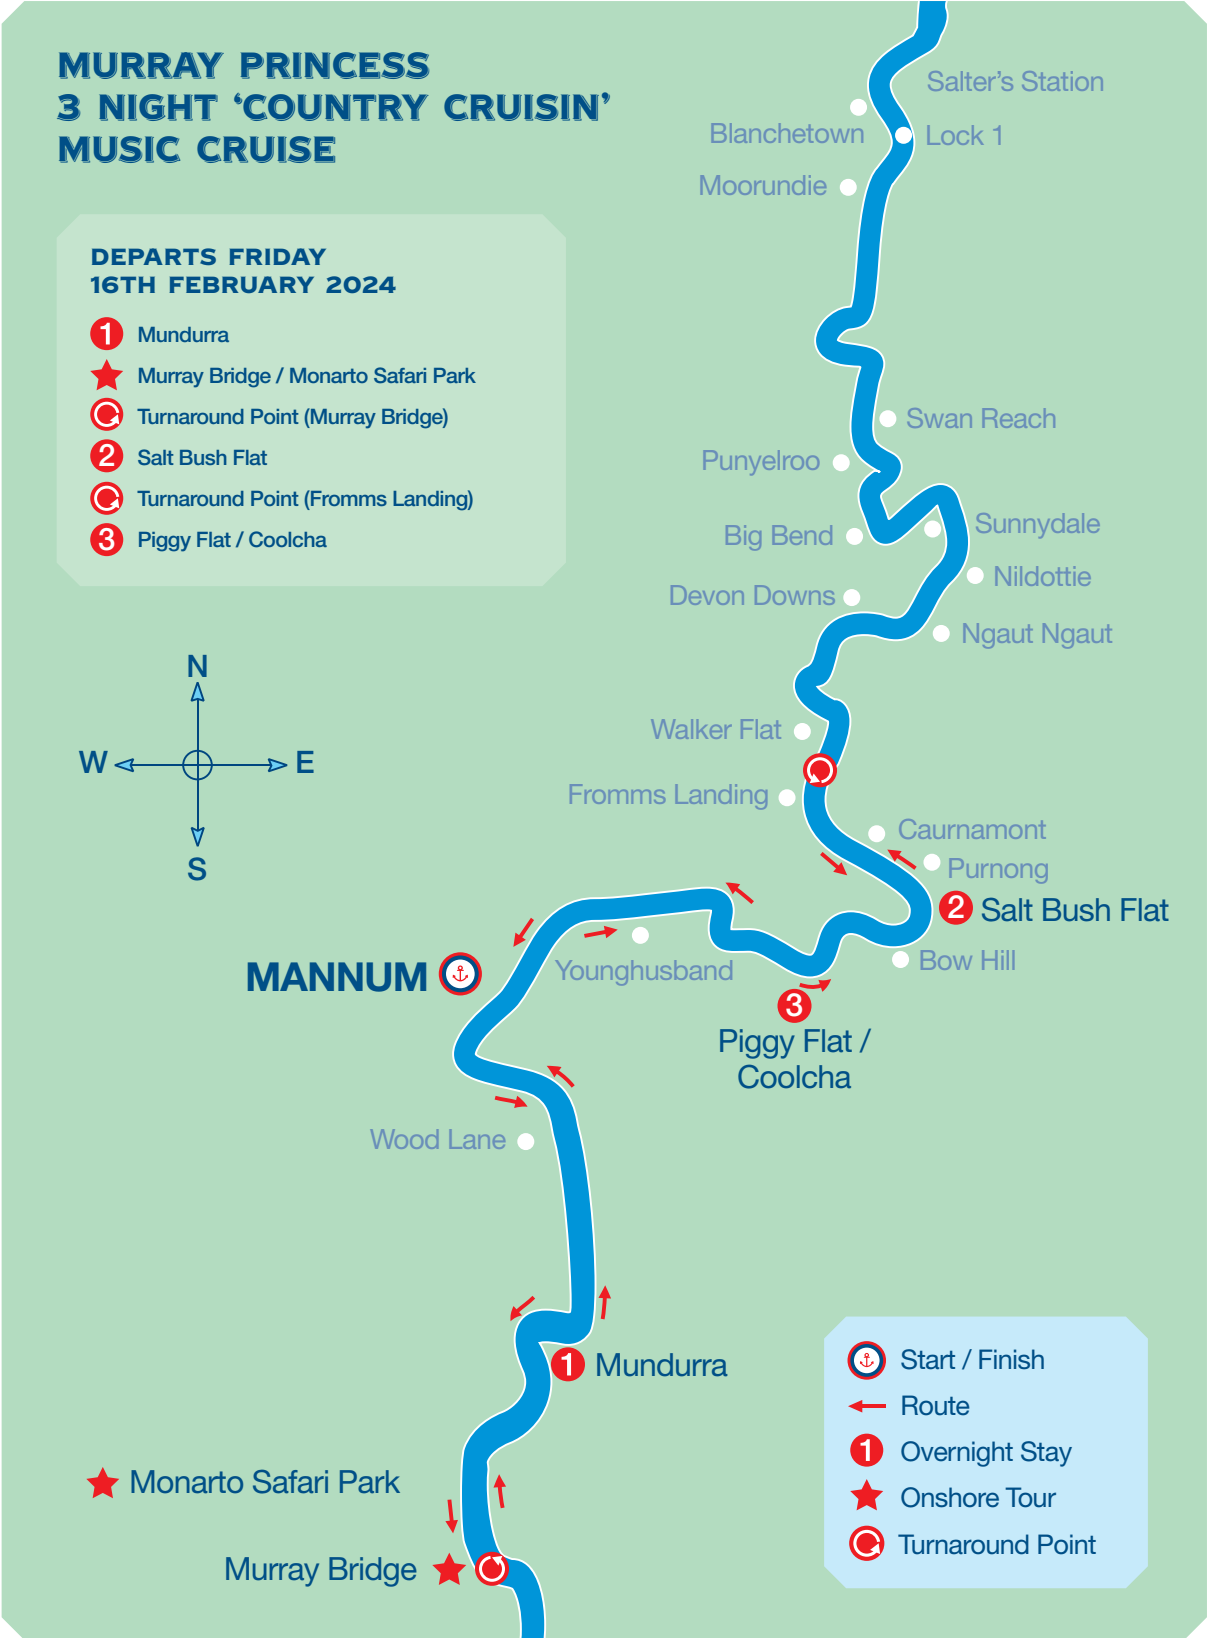 MURRAY PRINCESS
3 NIGHT ‘COUNTRY CRUISIN’
MUSIC CRUISE
DEPARTS FRIDAY
16TH FEBRUARY 2024
1 Mundurra
Murray Bridge / Monarto Safari Park
Turnaround Point (Murray Bridge)
2 Salt Bush Flat
Turnaround Point (Fromms Landing)
3 Piggy Flat / Coolcha
N
W E
S
Salter’s Station
Blanchetown
Lock 1
Moorundie
Swan Reach
Punyelroo
Sunnydale
Big Bend
Nildottie
Devon Downs
Ngaut Ngaut
Walker Flat
Fromms Landing
Caurnamont
Purnong
2 Salt Bush Flat
Bow Hill
Younghusband
MANNUM
3
Piggy Flat /
Coolcha
Wood Lane
1 Mundurra
Monarto Safari Park
Murray Bridge
Start / Finish
Route
1 Overnight Stay
Onshore Tour
Turnaround Point